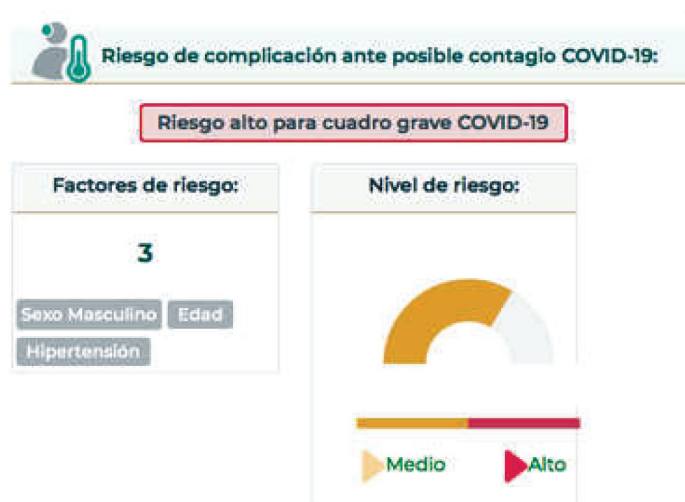 Riesgo de complicación ante posible contagio COVID-19:
Riesgo alto para cuadro grave COVID-19
Factores de riesgo:
3
Sexo Masculino Edad
Hipertensión
Nivel de riesgo:
Medio Alto